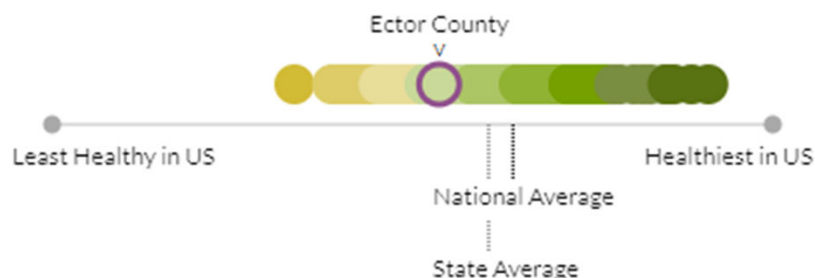 Ector County
v
Least Healthy in US
Healthiest in US
National Average
State Average